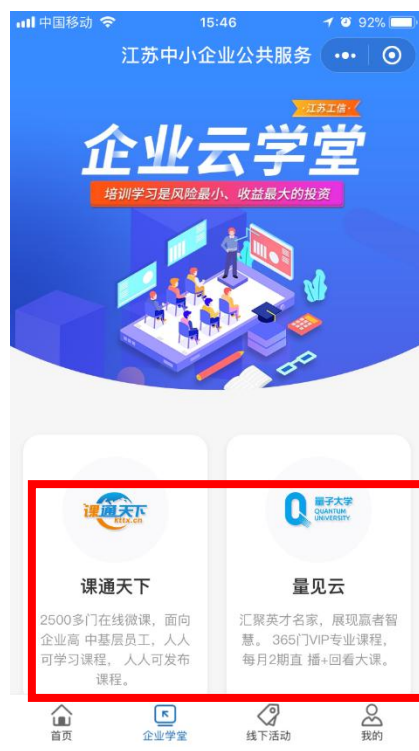 中国移动 15:46 92%
江苏中小企业公共服务
·江苏工信·
企业云学堂
培训学习是风险最小、收益最大的投资
课通天下
kttx.cn
量子大学
QUANTUM
UNIVERSITY
课通天下
2500多门在线微课，面向
企业高 中基层员工，人人
可学习课程， 人人可发布
课程。
量见云
汇聚英才名家，展现赢者智
慧。 365门VIP专业课程，
每月2期直 播+回看大课。
首页 企业学堂 线下活动 我的